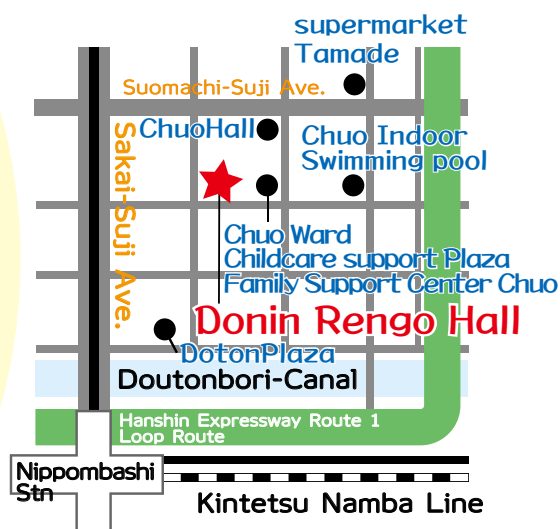 supermarket
Tamade
Suomachi-Suji Ave.
ChuoHall
Chuo Indoor
Swimming pool
Sakai-Suji Ave.
Chuo Ward
Childcare support Plaza
Family Support Center Chuo
Donin Rengo Hall
DotonPlaza
Doutonbori-Canal
Hanshin Expressway Route 1
Loop Route
Nippombashi
Stn
Kintetsu Namba Line